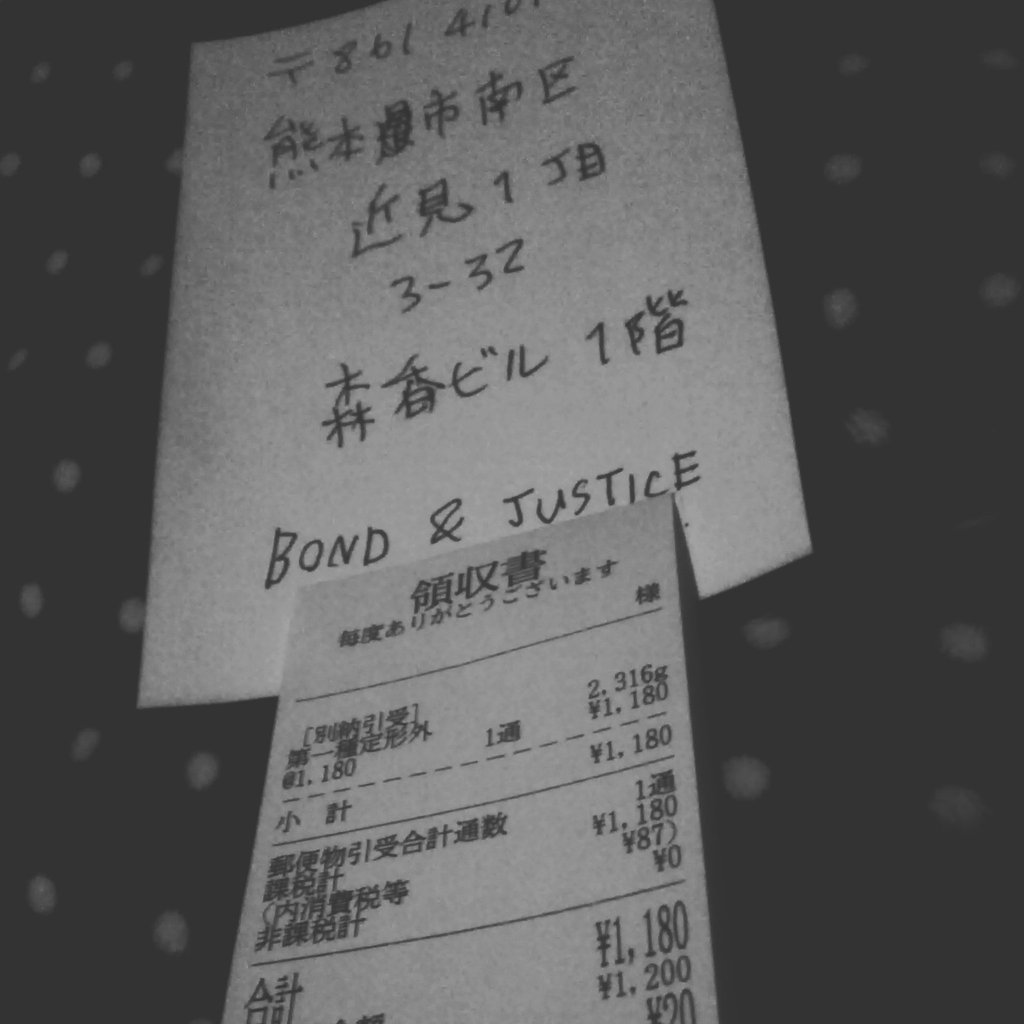 〒861 4101
熊本市南区
近見1丁目
3-32
森香ビル 1階
BOND & JUSTICE
領収書
毎度ありがとうございます
様
[別納引受]
第一種定形外 2.316g
@1.180 1通 ¥1,180
小 計 ¥1,180
郵便物引受合計通数 1通
課税計 ¥1,180
(内消費税等 ¥87)
非課税計 ¥0
合計 ¥1,180
¥1,200
¥20